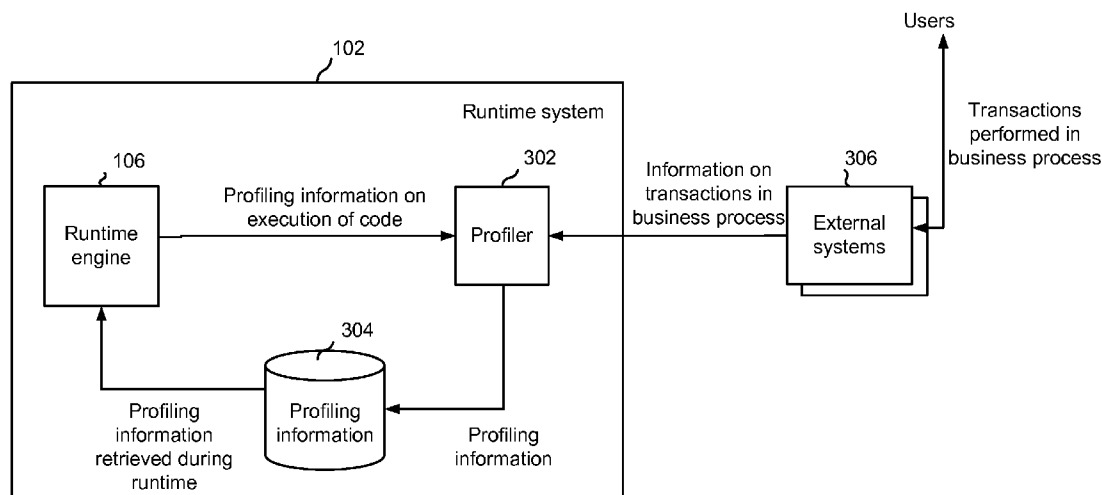 Users
102
Runtime system
Transactions
performed in
business process
106
302
306
Information on
transactions in
business process
Profiling information on
execution of code
Runtime
engine
Profiler
External
systems
304
Profiling
information
Profiling
information
retrieved during
runtime
Profiling
information